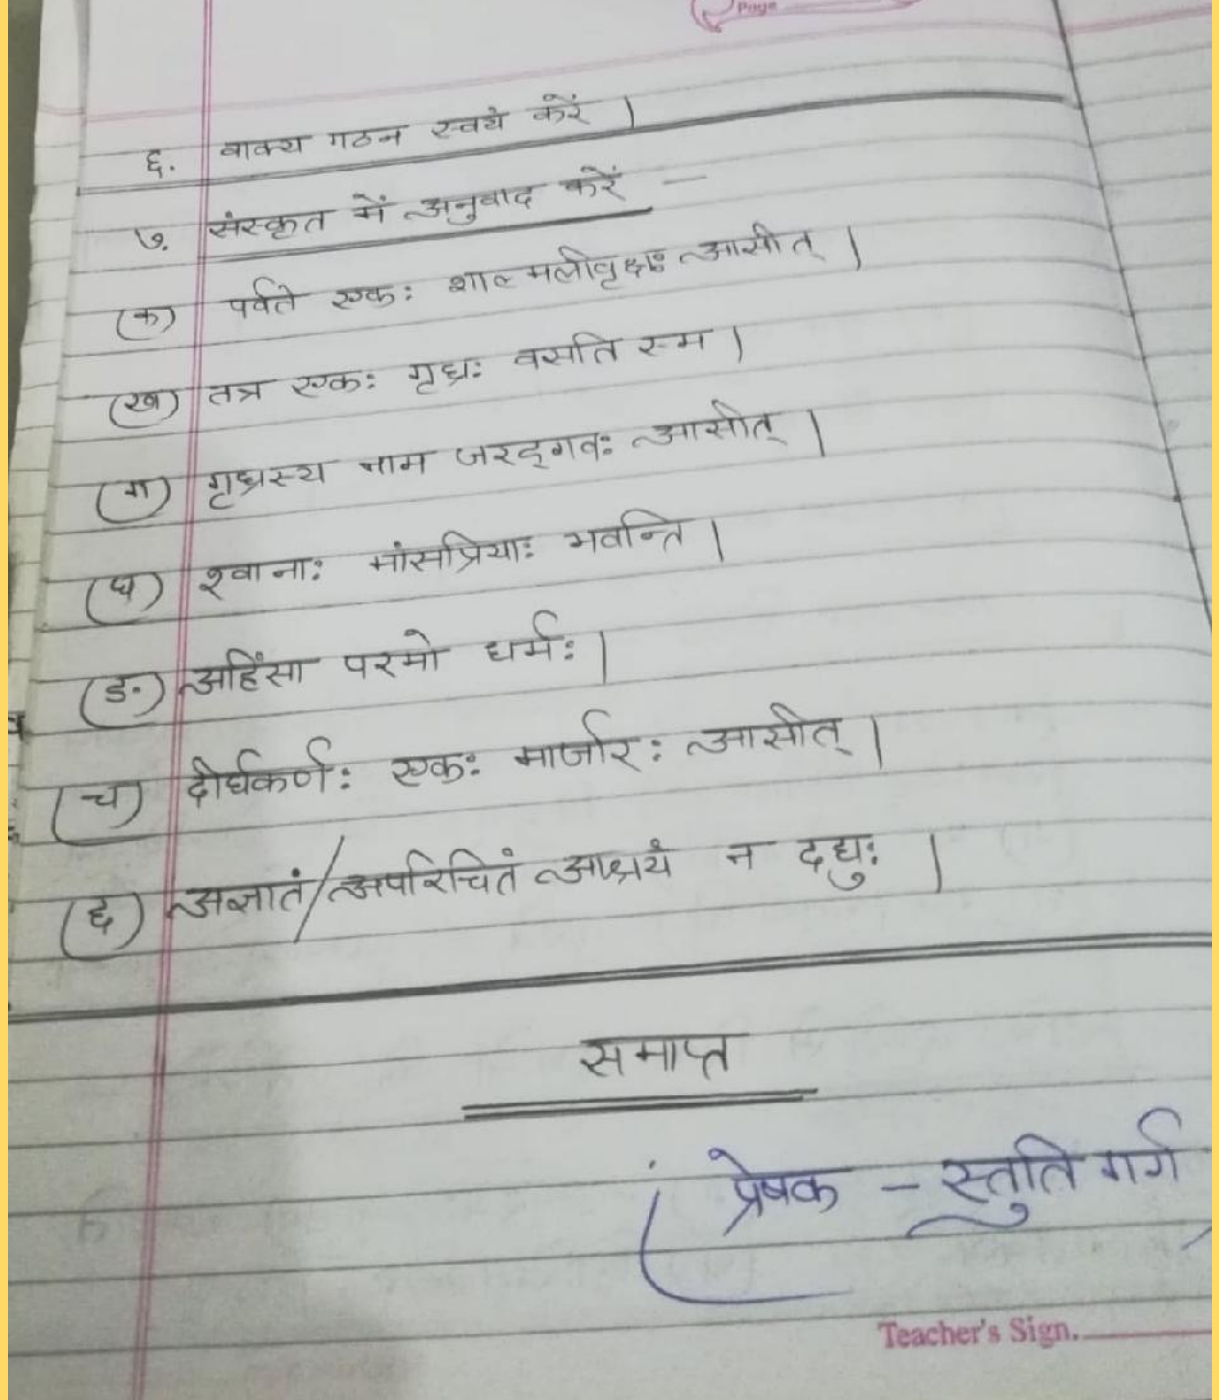 Page
६. वाक्य गठन स्वयं करें ।
७. संस्कृत में अनुवाद करें —
(क) पर्वते एकः शाल्मलीवृक्षः आसीत् ।
(ख) तत्र एकः गृध्रः वसति स्म ।
(ग) गृध्रस्य नाम जरद्गवः आसीत् ।
(घ) श्वानाः मांसप्रियाः भवन्ति ।
(ङ) अहिंसा परमो धर्मः ।
(च) दीर्घकर्णः एकः मार्जारः आसीत् ।
(छ) अज्ञातं/अपरिचितं आश्रयं न दद्युः ।
समाप्त
प्रेषक - स्तुति गर्ग
Teacher's Sign.